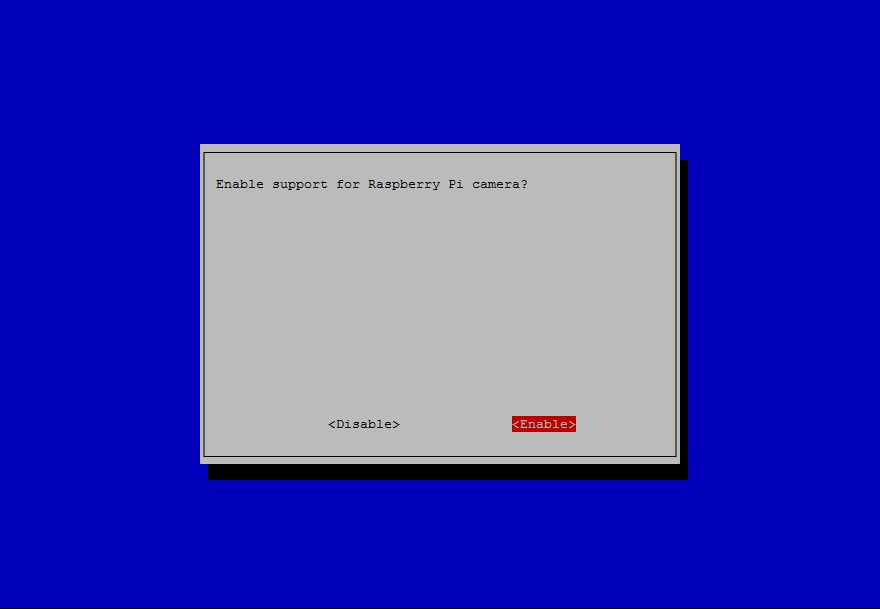 Enable support for Raspberry Pi camera?
<Disable>
<Enable>